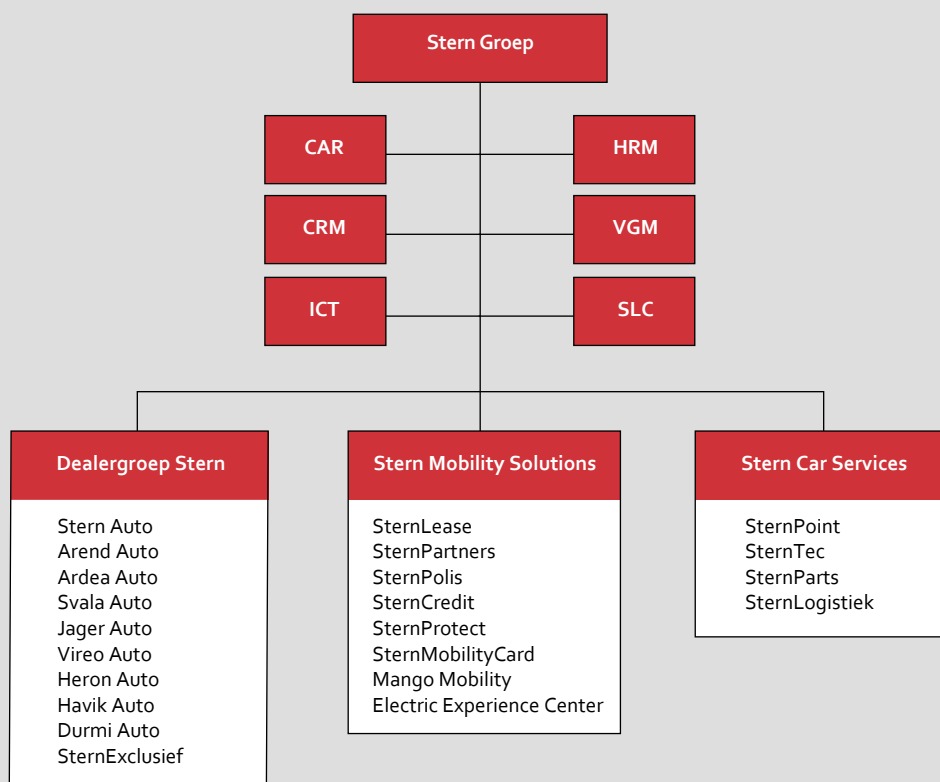 Stern Groep
CAR
HRM
CRM
VGM
ICT
SLC
Dealergroep Stern
Stern Auto
Arend Auto
Ardea Auto
Svala Auto
Jager Auto
Vireo Auto
Heron Auto
Havik Auto
Durmi Auto
SternExclusief
Stern Mobility Solutions
SternLease
SternPartners
SternPolis
SternCredit
SternProtect
SternMobilityCard
Mango Mobility
Electric Experience Center
Stern Car Services
SternPoint
SternTec
SternParts
SternLogistiek